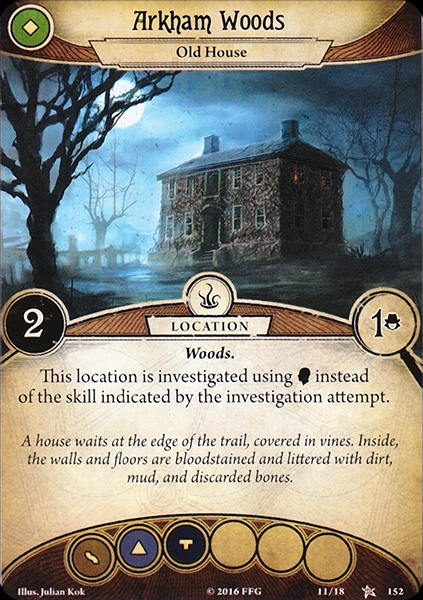 Arkham Woods
Old House
2
1
LOCATION
Woods.
This location is investigated using instead
of the skill indicated by the investigation attempt.
A house waits at the edge of the trail, covered in vines. Inside,
the walls and floors are bloodstained and littered with dirt,
mud, and discarded bones.
Illus. Julian Kok © 2016 FFG 11/18 152